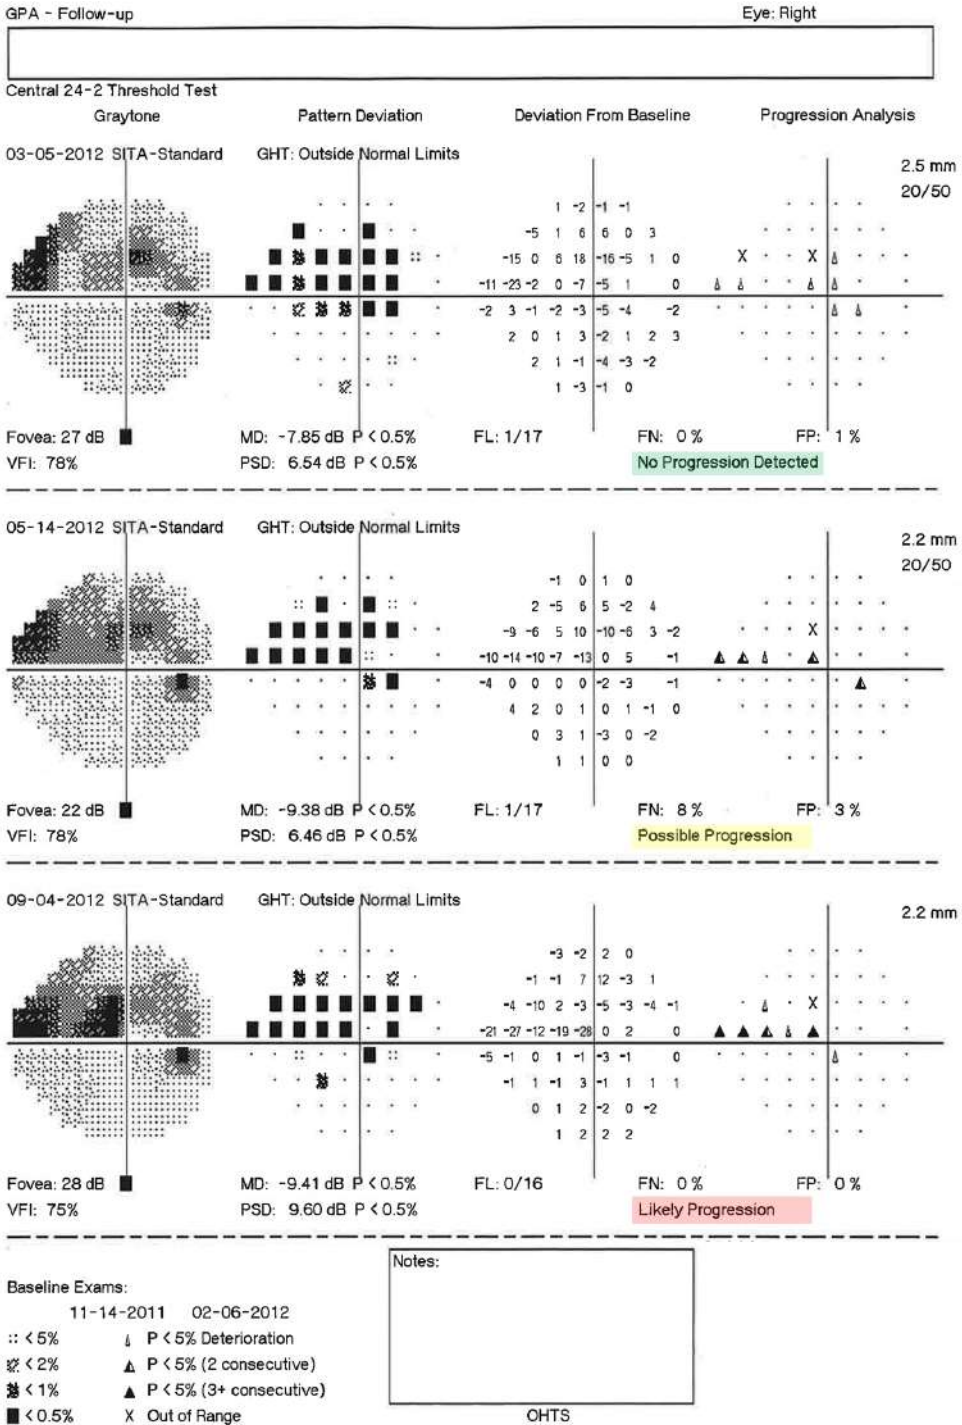 GPA - Follow-up Eye: Right
Central 24-2 Threshold Test
Graytone Pattern Deviation Deviation From Baseline Progression Analysis
03-05-2012 SITA-Standard GHT: Outside Normal Limits
2.5 mm
20/50
1 -2 -1 -1
-5 1 6 6 0 3
-15 0 6 18 -16 -5 1 0
X X
-11 -23 -2 0 -7 -5 1 0
-2 3 -1 -2 -3 -5 -4 -2
2 0 1 3 -2 1 2 3
2 1 -1 -4 -3 -2
1 -3 -1 0
Fovea: 27 dB MD: -7.85 dB P < 0.5% FL: 1/17 FN: 0 % FP: 1 %
VFI: 78% PSD: 6.54 dB P < 0.5% No Progression Detected
05-14-2012 SITA-Standard GHT: Outside Normal Limits
2.2 mm
20/50
-1 0 1 0
2 -5 6 5 -2 4
-9 -6 5 10 -10 -6 3 -2
X
-10 -14 -10 -7 -13 0 5 -1
-4 0 0 0 0 -2 -3 -1
4 2 0 1 0 1 -1 0
0 3 1 -3 0 -2
1 1 0 0
Fovea: 22 dB MD: -9.38 dB P < 0.5% FL: 1/17 FN: 8 % FP: 3 %
VFI: 78% PSD: 6.46 dB P < 0.5% Possible Progression
09-04-2012 SITA-Standard GHT: Outside Normal Limits
2.2 mm
-3 -2 2 0
-1 -1 7 12 -3 1
-4 -10 2 -3 -5 -3 -4 -1
X
-21 -27 -12 -19 -28 0 2 0
-5 -1 0 1 -1 -3 -1 0
-1 1 -1 3 -1 1 1 1
0 1 2 -2 0 -2
1 2 2 2
Fovea: 28 dB MD: -9.41 dB P < 0.5% FL: 0/16 FN: 0 % FP: 0 %
VFI: 75% PSD: 9.60 dB P < 0.5% Likely Progression
Notes:
Baseline Exams:
11-14-2011 02-06-2012
< 5% P < 5% Deterioration
< 2% P < 5% (2 consecutive)
< 1% P < 5% (3+ consecutive)
< 0.5% X Out of Range
OHTS